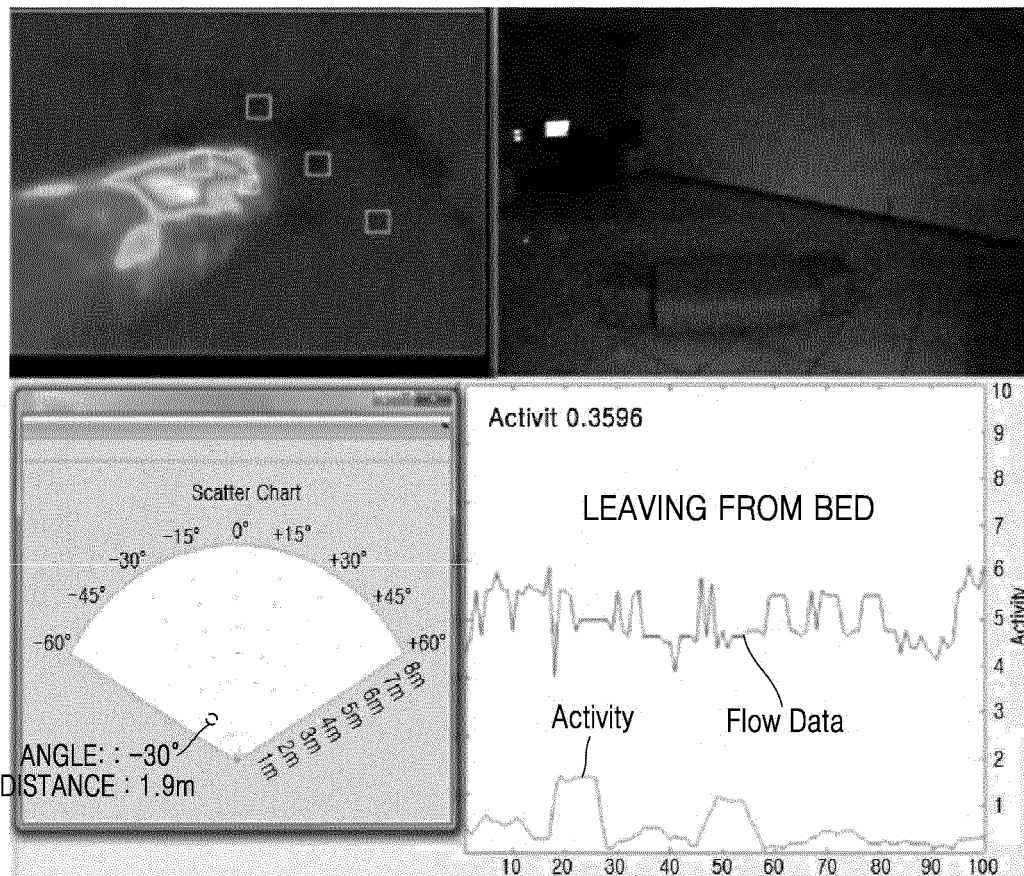 Scatter Chart
-60° -45° -30° -15° 0° +15° +30° +45° +60°
1m 2m 3m 4m 5m 6m 7m 8m
ANGLE: : -30°
DISTANCE : 1.9m
Activit 0.3596
LEAVING FROM BED
Activity
Flow Data
10
9
8
7
6
5
4
3
2
1
Activity
10 20 30 40 50 60 70 80 90 100